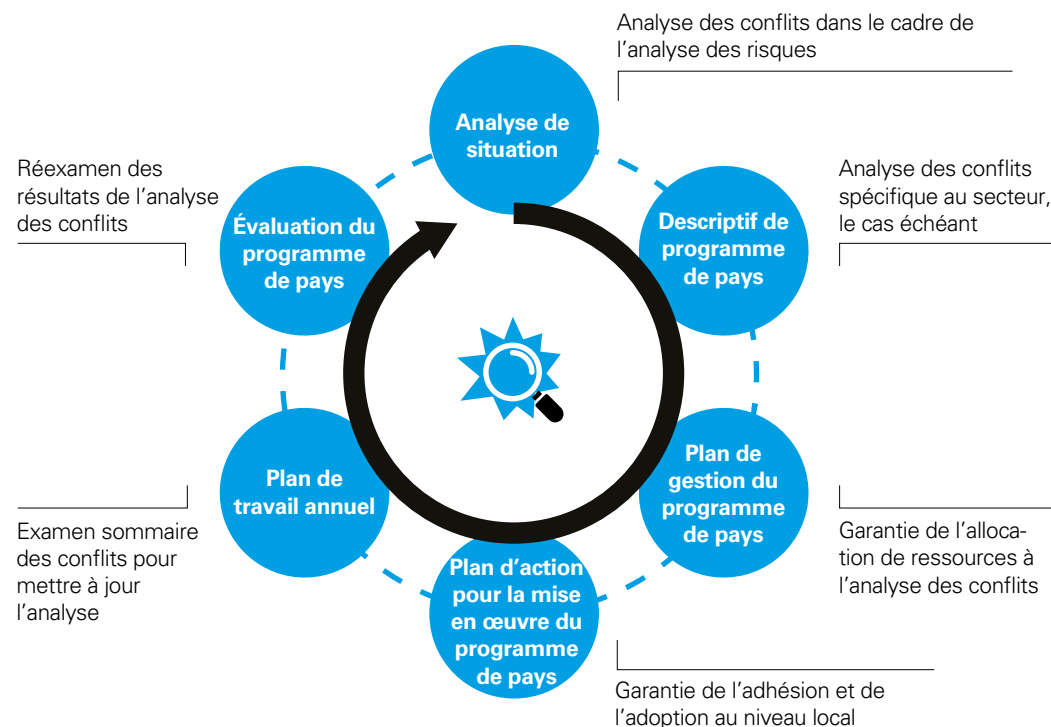 Analyse des conflits dans le cadre de
l'analyse des risques
Analyse de
situation
Analyse des conflits
spécifique au secteur,
le cas échéant
Descriptif de
programme
de pays
Plan de
gestion du
programme
de pays
Garantie de l'alloca-
tion de ressources à
l'analyse des conflits
Plan d'action
pour la mise
en œuvre du
programme
de pays
Garantie de l'adhésion et de
l'adoption au niveau local
Plan de
travail annuel
Examen sommaire
des conflits pour
mettre à jour
l'analyse
Évaluation du
programme
de pays
Réexamen des
résultats de l'analyse
des conflits